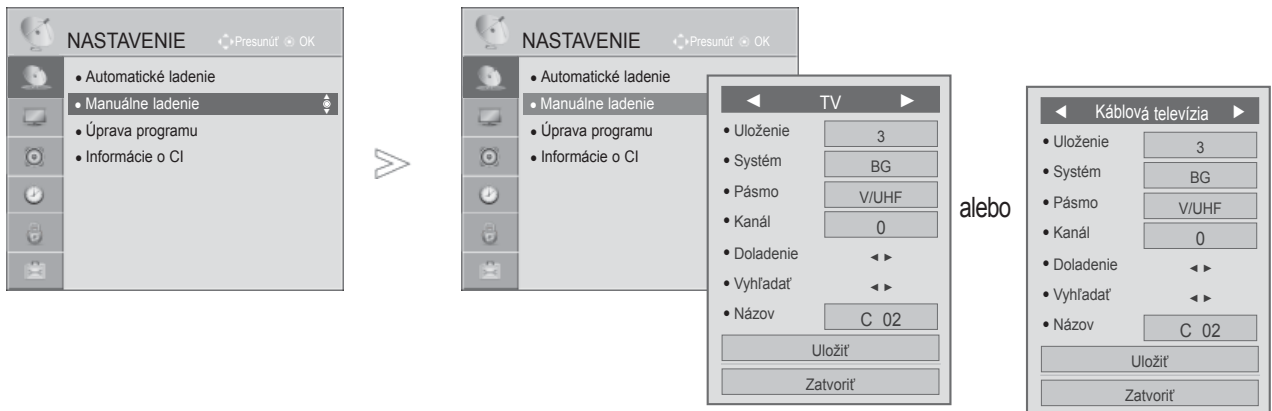 NASTAVENIE Presunúť OK
• Automatické ladenie
• Manuálne ladenie
• Úprava programu
• Informácie o CI
NASTAVENIE Presunúť OK
• Automatické ladenie
• Manuálne ladenie
• Úprava programu
• Informácie o CI
◄ TV ►
• Uloženie 3
• Systém BG
• Pásmo V/UHF
• Kanál 0
• Doladenie ◄ ►
• Vyhľadať ◄ ►
• Názov C 02
Uložiť
Zatvoriť
alebo
◄ Káblová televízia ►
• Uloženie 3
• Systém BG
• Pásmo V/UHF
• Kanál 0
• Doladenie ◄ ►
• Vyhľadať ◄ ►
• Názov C 02
Uložiť
Zatvoriť